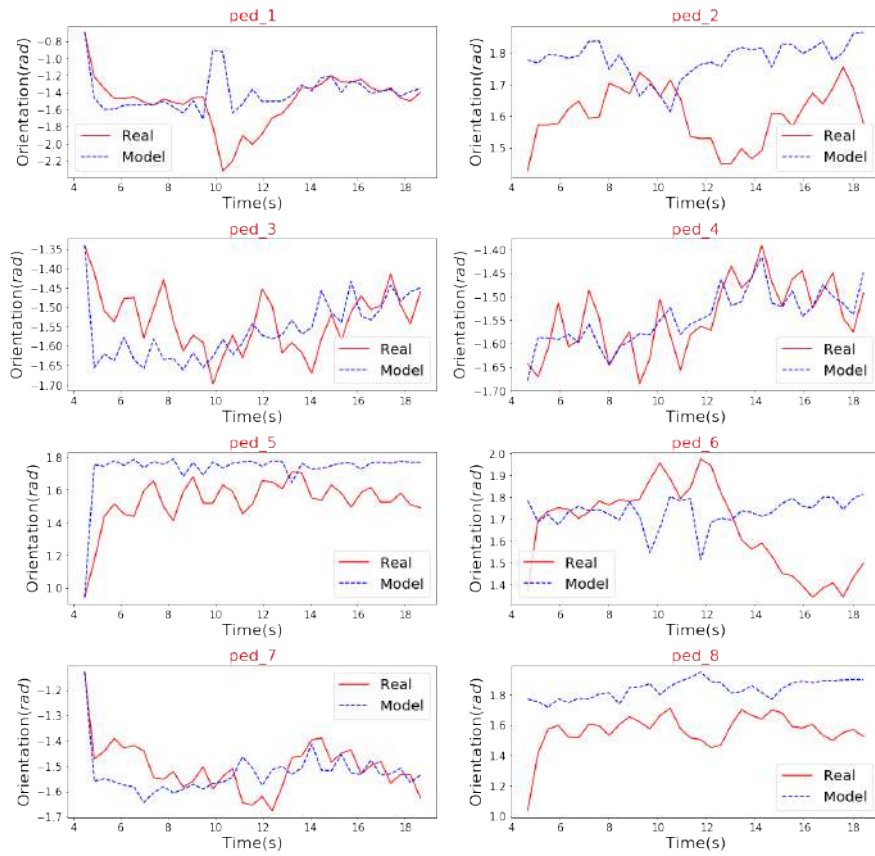 ped_1
Orientation(rad)
−0.8
−1.0
−1.2
−1.4
−1.6
−1.8
−2.0
−2.2
Real
Model
4 6 8 10 12 14 16 18
Time(s)
ped_2
Orientation(rad)
1.8
1.7
1.6
1.5
Real
Model
4 6 8 10 12 14 16 18
Time(s)
ped_3
Orientation(rad)
−1.35
−1.40
−1.45
−1.50
−1.55
−1.60
−1.65
−1.70
Real
Model
4 6 8 10 12 14 16 18
Time(s)
ped_4
Orientation(rad)
−1.40
−1.45
−1.50
−1.55
−1.60
−1.65
−1.70
Real
Model
4 6 8 10 12 14 16 18
Time(s)
ped_5
Orientation(rad)
1.8
1.6
1.4
1.2
1.0
Real
Model
4 6 8 10 12 14 16 18
Time(s)
ped_6
Orientation(rad)
2.0
1.9
1.8
1.7
1.6
1.5
1.4
Real
Model
4 6 8 10 12 14 16 18
Time(s)
ped_7
Orientation(rad)
−1.2
−1.3
−1.4
−1.5
−1.6
−1.7
Real
Model
4 6 8 10 12 14 16 18
Time(s)
ped_8
Orientation(rad)
1.8
1.6
1.4
1.2
1.0
Real
Model
4 6 8 10 12 14 16 18
Time(s)